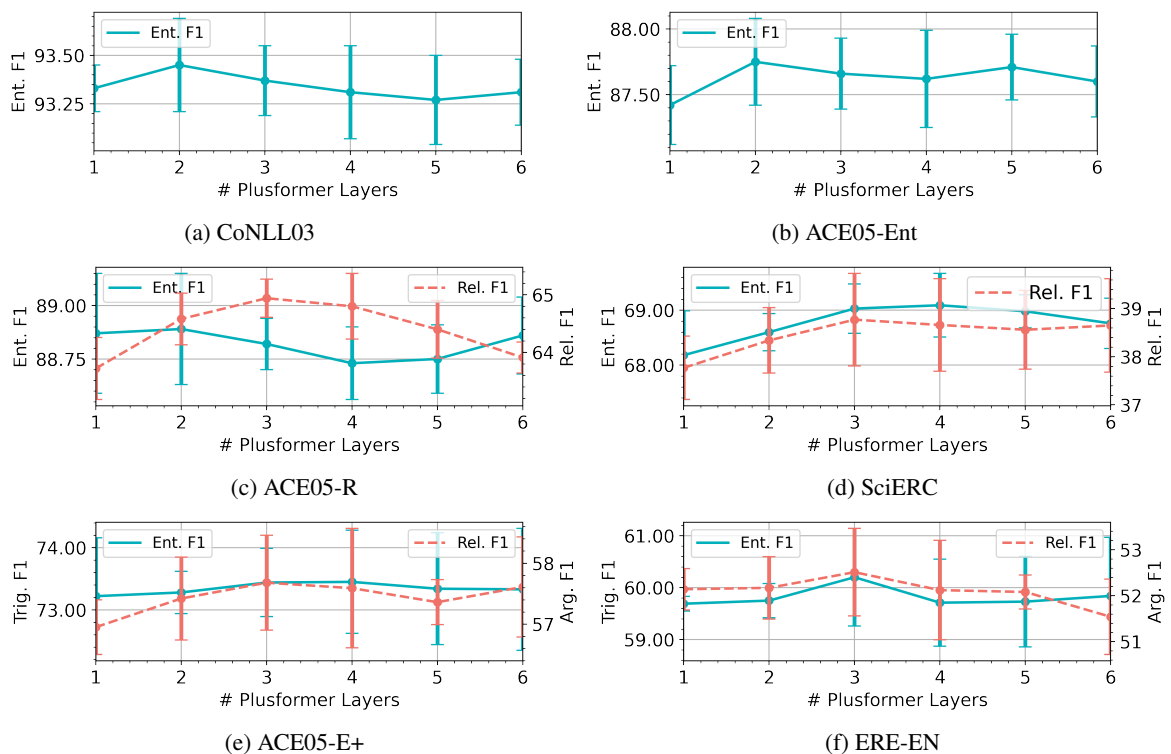 Ent. F1
93.50
93.25
Ent. F1
1 2 3 4 5 6
# Plusformer Layers
(a) CoNLL03
Ent. F1
88.00
87.50
Ent. F1
1 2 3 4 5 6
# Plusformer Layers
(b) ACE05-Ent
Ent. F1
89.00
88.75
Ent. F1
Rel. F1
65
64
Rel. F1
1 2 3 4 5 6
# Plusformer Layers
(c) ACE05-R
Ent. F1
69.00
68.00
Ent. F1
Rel. F1
39
38
37
Rel. F1
1 2 3 4 5 6
# Plusformer Layers
(d) SciERC
Trig. F1
74.00
73.00
Ent. F1
Rel. F1
58
57
Arg. F1
1 2 3 4 5 6
# Plusformer Layers
(e) ACE05-E+
Trig. F1
61.00
60.00
59.00
Ent. F1
Rel. F1
53
52
51
Arg. F1
1 2 3 4 5 6
# Plusformer Layers
(f) ERE-EN